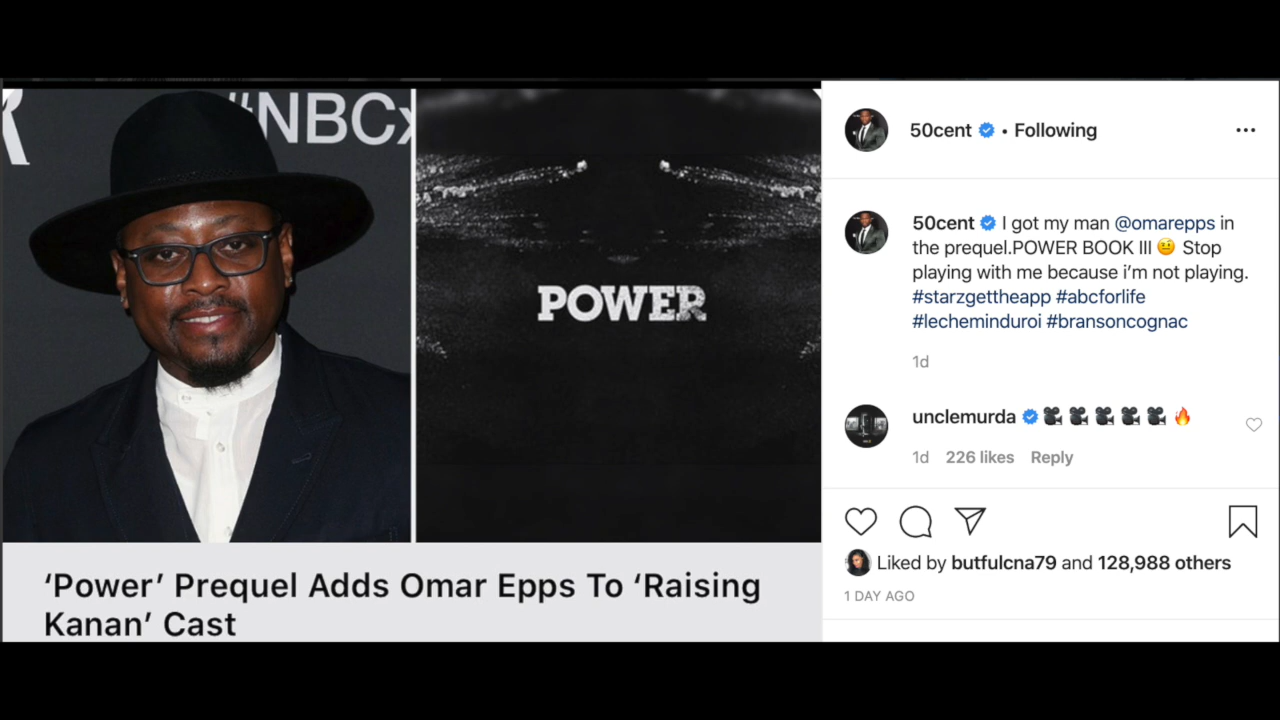 #NBCx
POWER
'Power' Prequel Adds Omar Epps To 'Raising
Kanan' Cast
50cent • Following
50cent I got my man @omarepps in
the prequel.POWER BOOK III 🤨 Stop
playing with me because i'm not playing.
#starzgettheapp #abcforlife
#lecheminduroi #bransoncognac
1d
unclemurda 🎥🎥🎥🎥🎥🔥
1d 226 likes Reply
Liked by butfulcna79 and 128,988 others
1 DAY AGO